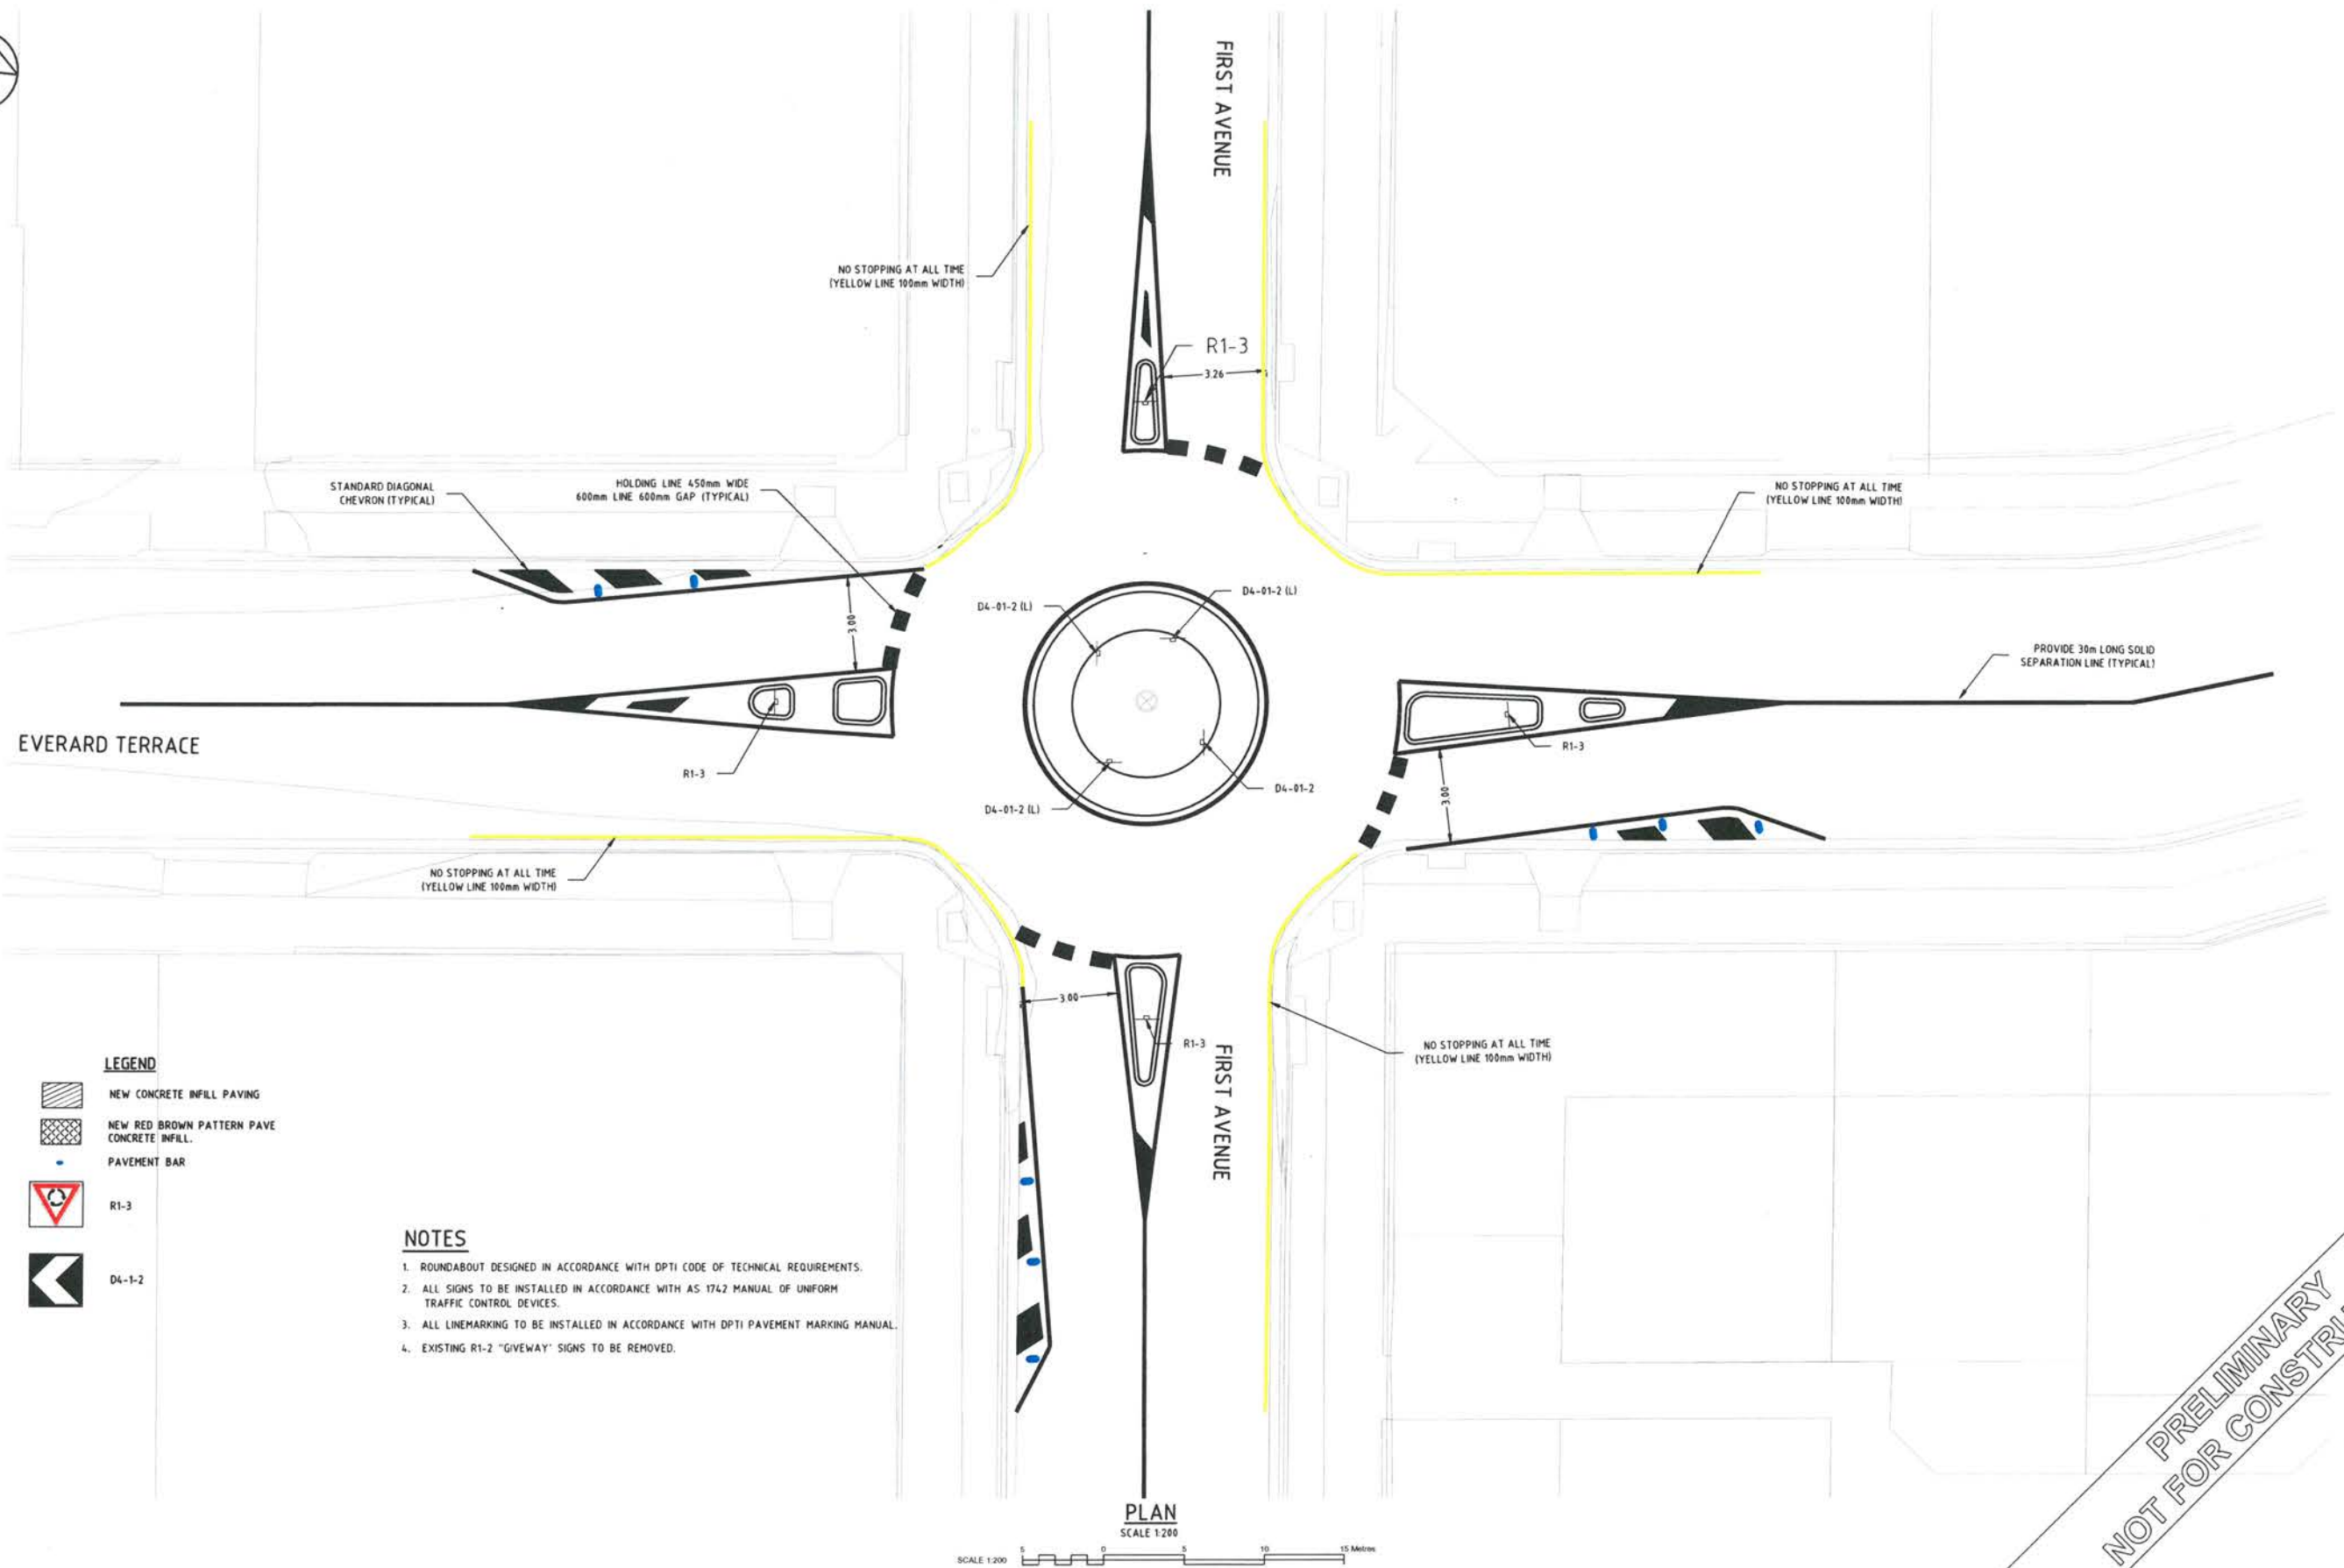 FIRST AVENUE
NO STOPPING AT ALL TIME
(YELLOW LINE 100mm WIDTH)
R1-3
3.26
STANDARD DIAGONAL
CHEVRON (TYPICAL)
HOLDING LINE 450mm WIDE
600mm LINE 600mm GAP (TYPICAL)
NO STOPPING AT ALL TIME
(YELLOW LINE 100mm WIDTH)
3.00
D4-01-2 (L)
D4-01-2 (L)
PROVIDE 30m LONG SOLID
SEPARATION LINE (TYPICAL)
EVERARD TERRACE
R1-3
R1-3
D4-01-2
D4-01-2 (L)
3.00
NO STOPPING AT ALL TIME
(YELLOW LINE 100mm WIDTH)
3.00
R1-3
FIRST AVENUE
NO STOPPING AT ALL TIME
(YELLOW LINE 100mm WIDTH)
LEGEND
NEW CONCRETE INFILL PAVING
NEW RED BROWN PATTERN PAVE
CONCRETE INFILL.
PAVEMENT BAR
R1-3
D4-1-2
NOTES
1. ROUNDABOUT DESIGNED IN ACCORDANCE WITH DPTI CODE OF TECHNICAL REQUIREMENTS.
2. ALL SIGNS TO BE INSTALLED IN ACCORDANCE WITH AS 1742 MANUAL OF UNIFORM
TRAFFIC CONTROL DEVICES.
3. ALL LINEMARKING TO BE INSTALLED IN ACCORDANCE WITH DPTI PAVEMENT MARKING MANUAL.
4. EXISTING R1-2 "GIVEWAY' SIGNS TO BE REMOVED.
PLAN
SCALE 1:200
SCALE 1:200
5 0 5 10 15 Metres
PRELIMINARY
NOT FOR CONSTRU